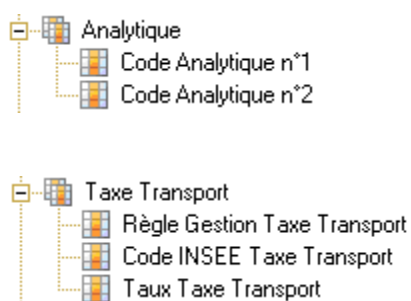 Analytique
Code Analytique n°1
Code Analytique n°2
Taxe Transport
Règle Gestion Taxe Transport
Code INSEE Taxe Transport
Taux Taxe Transport